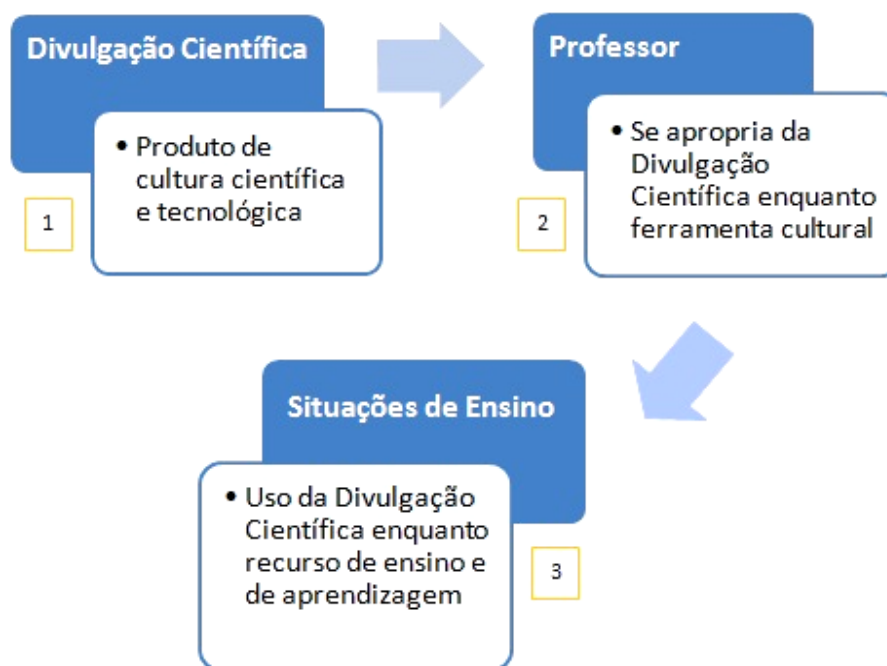 Divulgação Científica
• Produto de
cultura científica
e tecnológica
1
Professor
• Se apropria da
Divulgação
Científica enquanto
ferramenta cultural
2
Situações de Ensino
• Uso da Divulgação
Científica enquanto
recurso de ensino e
de aprendizagem
3